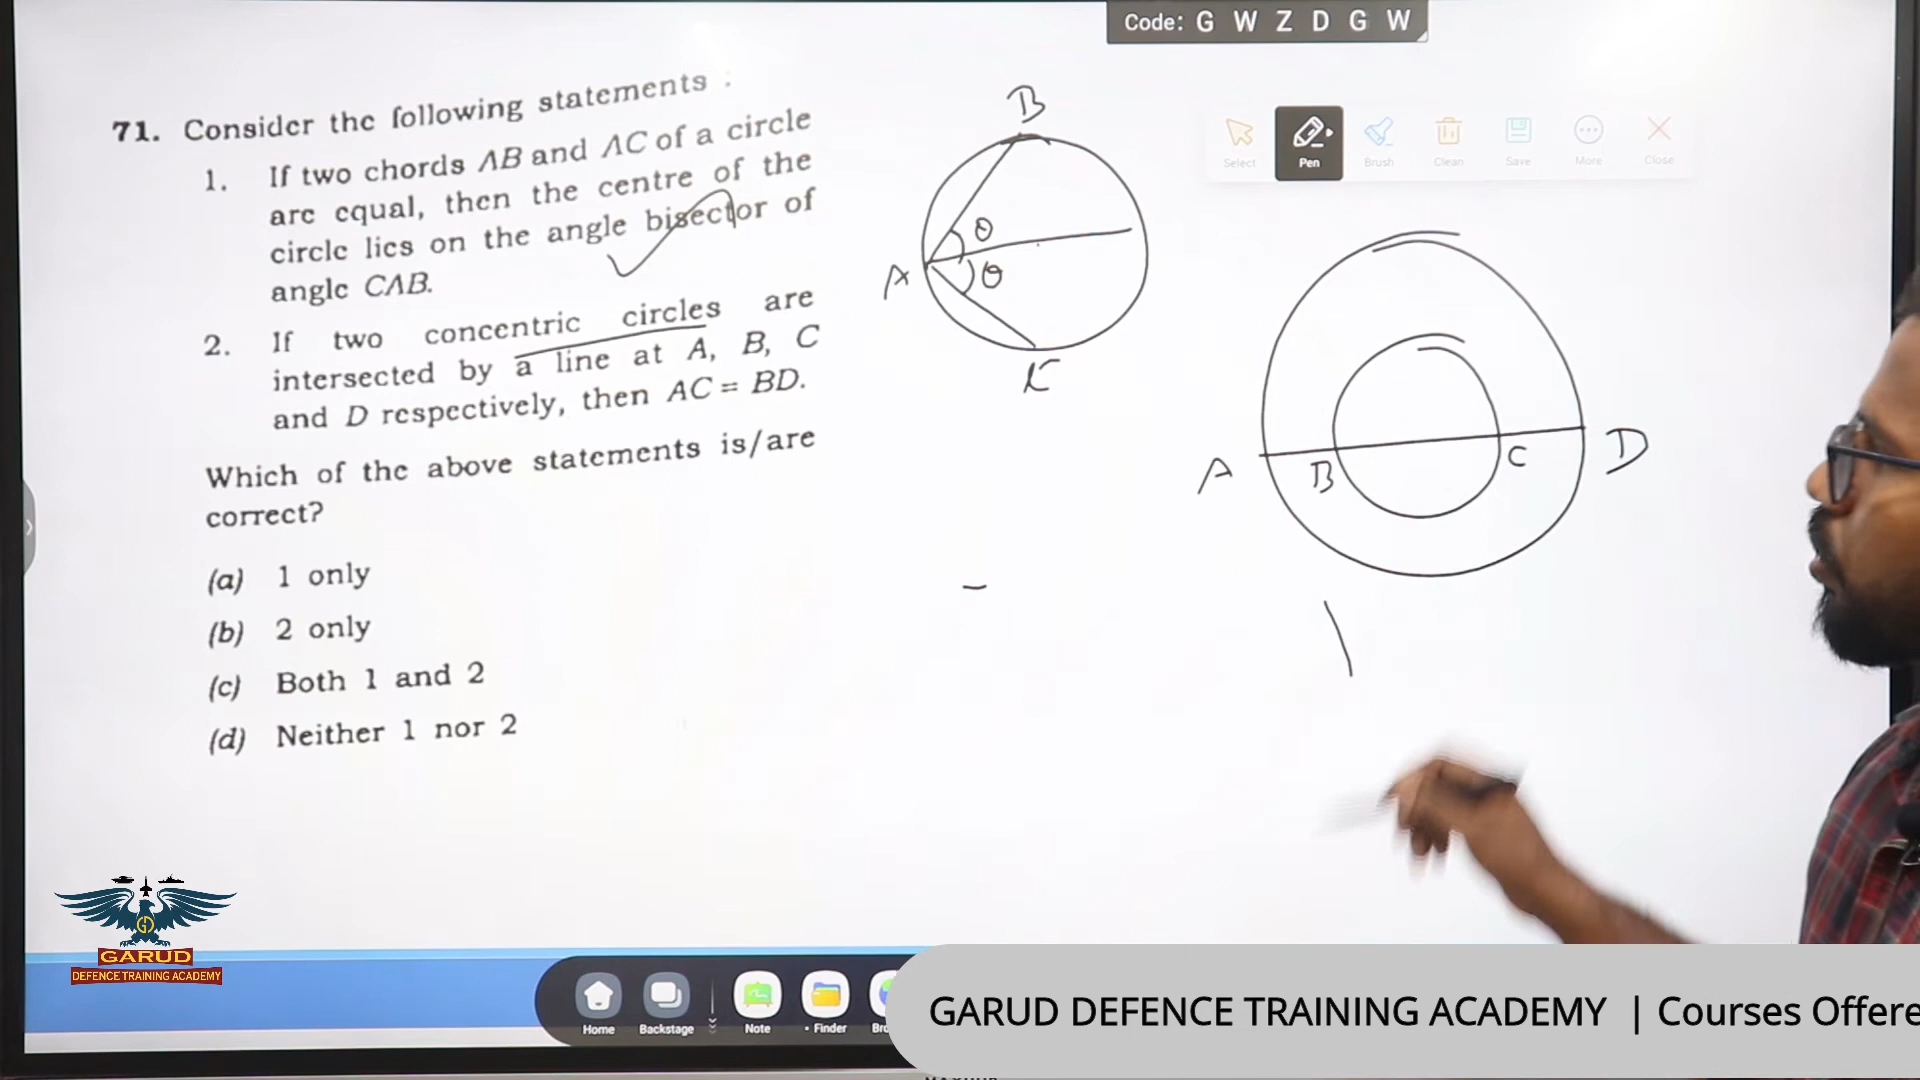 Code: G W Z D G W
71. Consider the following statements :
1. If two chords AB and AC of a circle
are equal, then the centre of the
circle lies on the angle bisector of
angle CAB.
2. If two concentric circles are
intersected by a line at A, B, C
and D respectively, then AC = BD.
Which of the above statements is/are
correct?
(a) 1 only
(b) 2 only
(c) Both 1 and 2
(d) Neither 1 nor 2
B
θ
θ
A
C
Select Pen Brush Clean Save More Close
A B C D
GARUD
DEFENCE TRAINING ACADEMY
Home Backstage Note Finder
GARUD DEFENCE TRAINING ACADEMY | Courses Offere